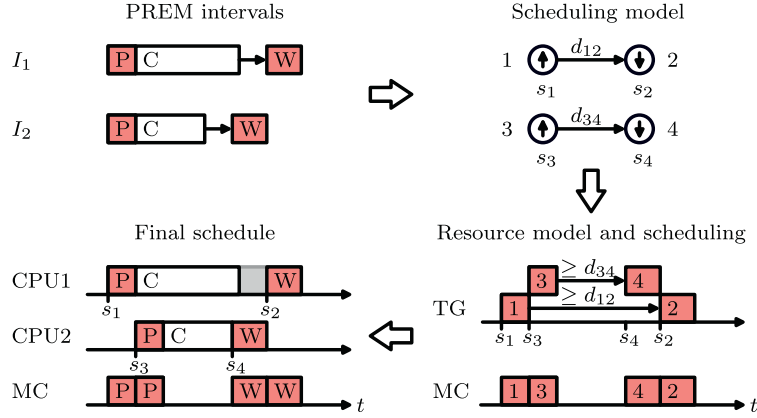 PREM intervals
I1 P C W
I2 P C W
Scheduling model
1 d12 2
s1 s2
3 d34 4
s3 s4
Final schedule
CPU1 P C W
s1 s2
CPU2 P C W
s3 s4
MC P P W W t
Resource model and scheduling
3 ≥ d34 4
TG 1 ≥ d12 2
s1 s3 s4 s2
MC 1 3 4 2 t